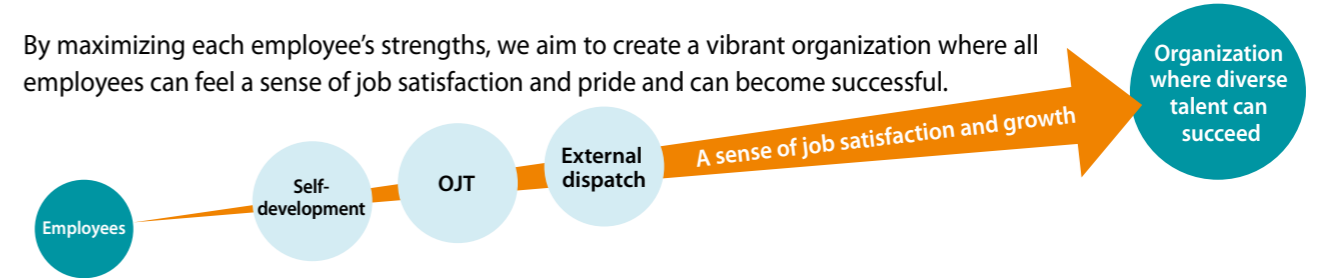 By maximizing each employee’s strengths, we aim to create a vibrant organization where all
employees can feel a sense of job satisfaction and pride and can become successful.
Employees
Self-
development
OJT
External
dispatch
A sense of job satisfaction and growth
Organization
where diverse
talent can
succeed